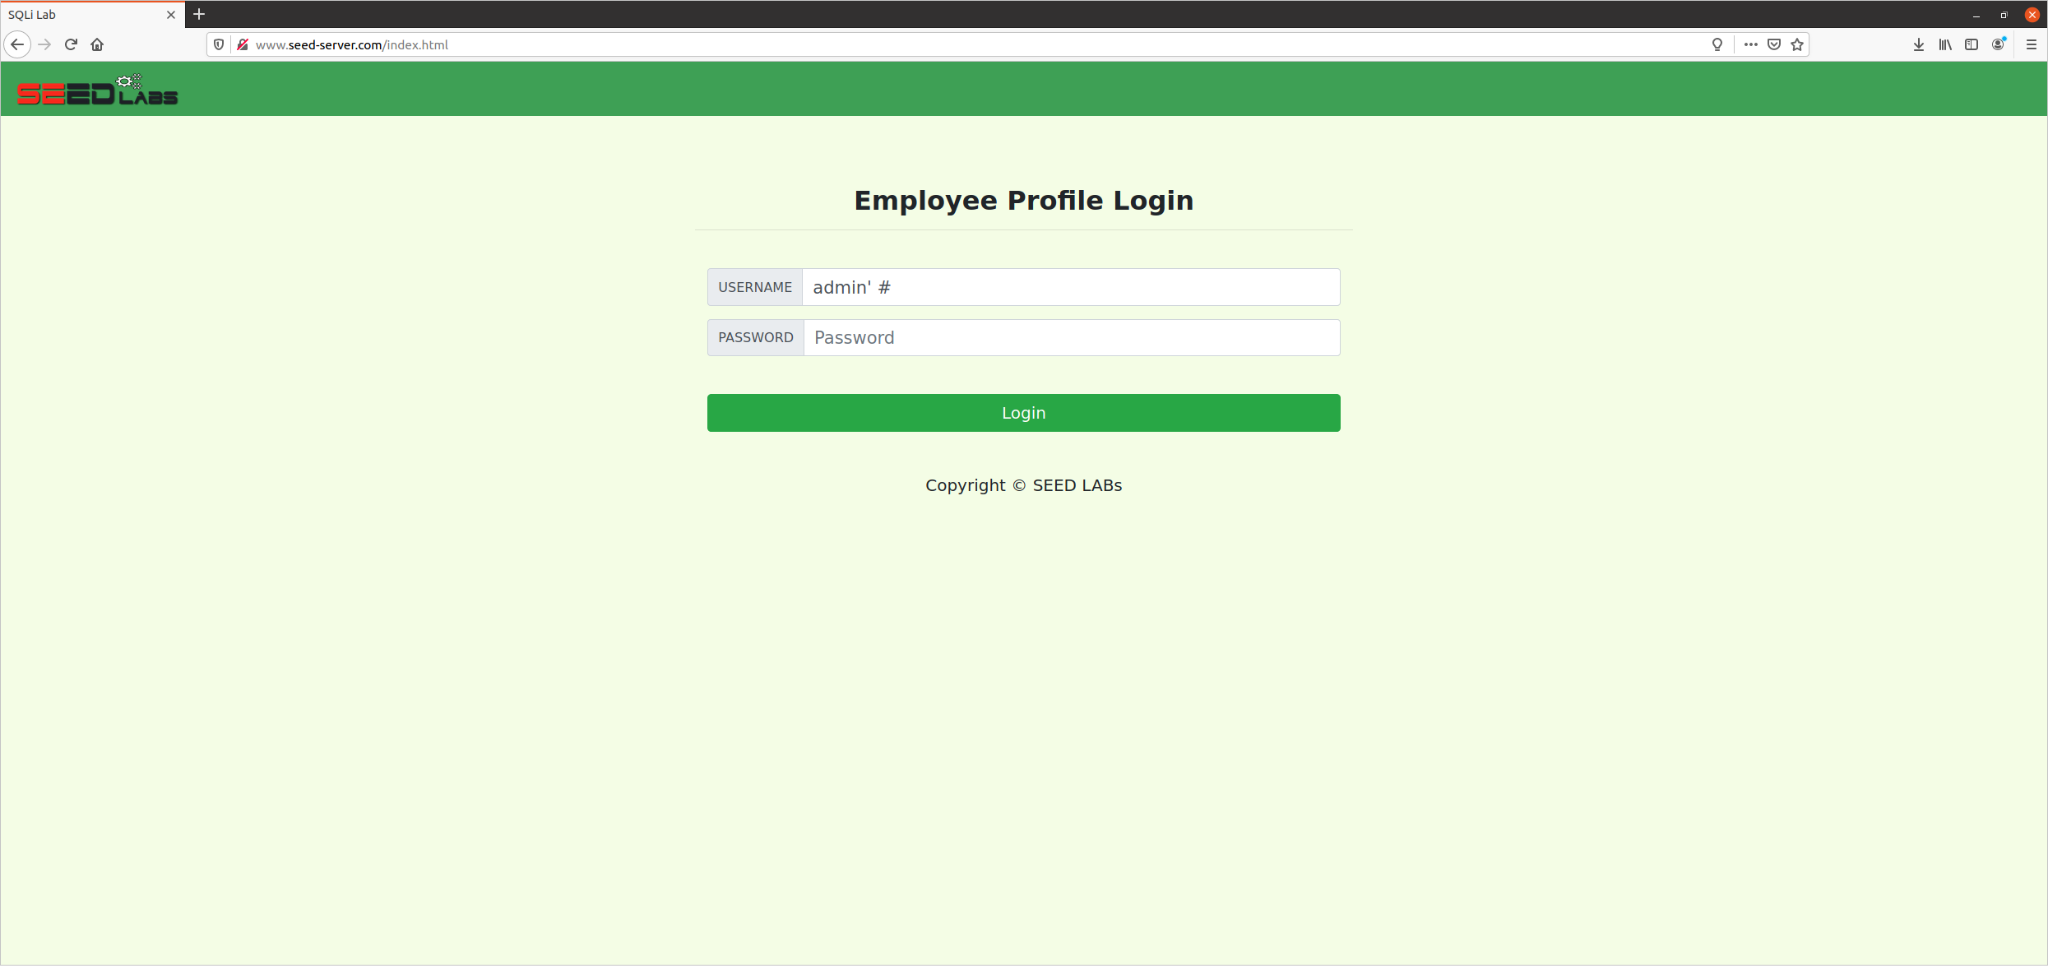 SQLi Lab
www.seed-server.com/index.html
SEED LABS
Employee Profile Login
USERNAME admin' #
PASSWORD Password
Login
Copyright © SEED LABs